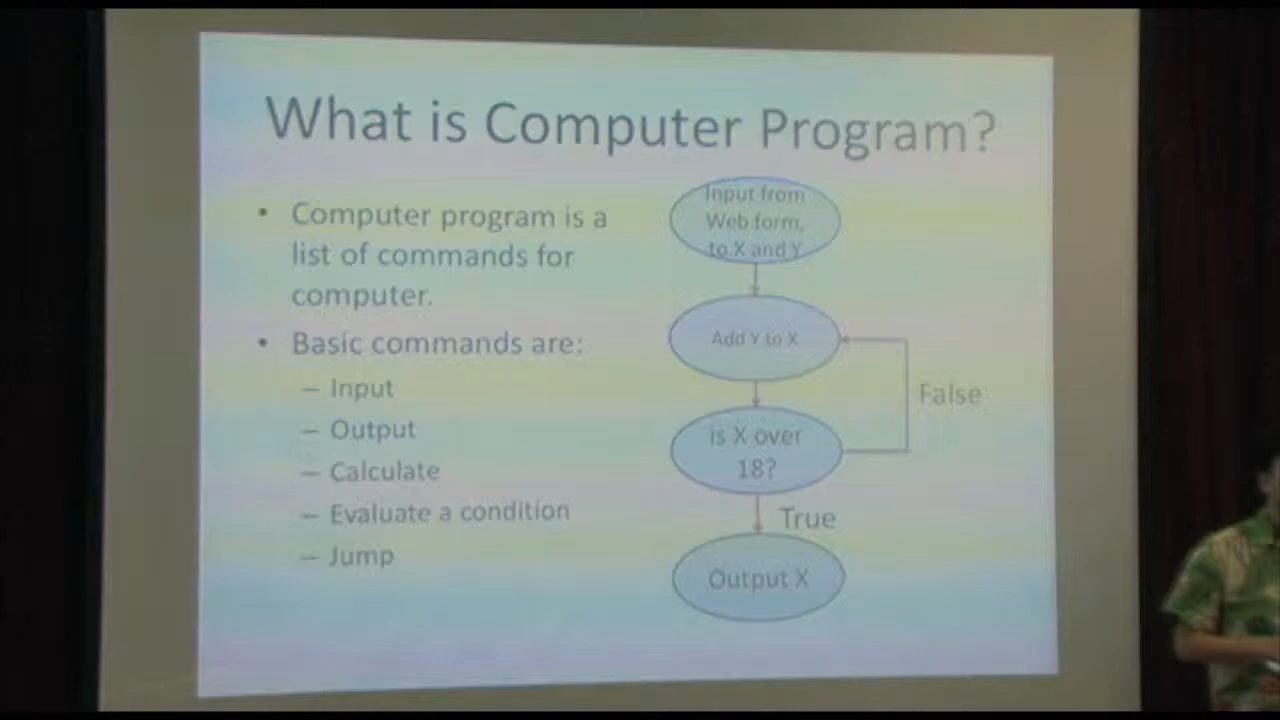 What is Computer Program?
• Computer program is a
list of commands for
computer.
• Basic commands are:
– Input
– Output
– Calculate
– Evaluate a condition
– Jump
Input from
Web form,
to X and Y
Add Y to X
is X over
18?
False
True
Output X